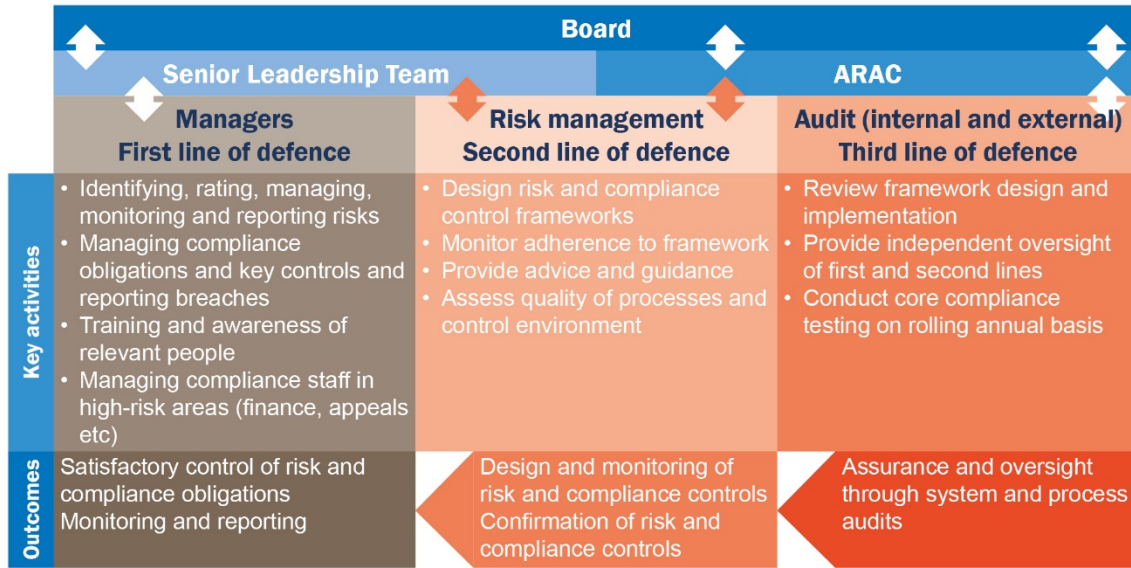 Board
Senior Leadership Team
ARAC
Managers
First line of defence
Risk management
Second line of defence
Audit (internal and external)
Third line of defence
Key activities
• Identifying, rating, managing,
monitoring and reporting risks
• Managing compliance
obligations and key controls and
reporting breaches
• Training and awareness of
relevant people
• Managing compliance staff in
high-risk areas (finance, appeals
etc)
• Design risk and compliance
control frameworks
• Monitor adherence to framework
• Provide advice and guidance
• Assess quality of processes and
control environment
• Review framework design and
implementation
• Provide independent oversight
of first and second lines
• Conduct core compliance
testing on rolling annual basis
Outcomes
Satisfactory control of risk and
compliance obligations
Monitoring and reporting
Design and monitoring of
risk and compliance controls
Confirmation of risk and
compliance controls
Assurance and oversight
through system and process
audits